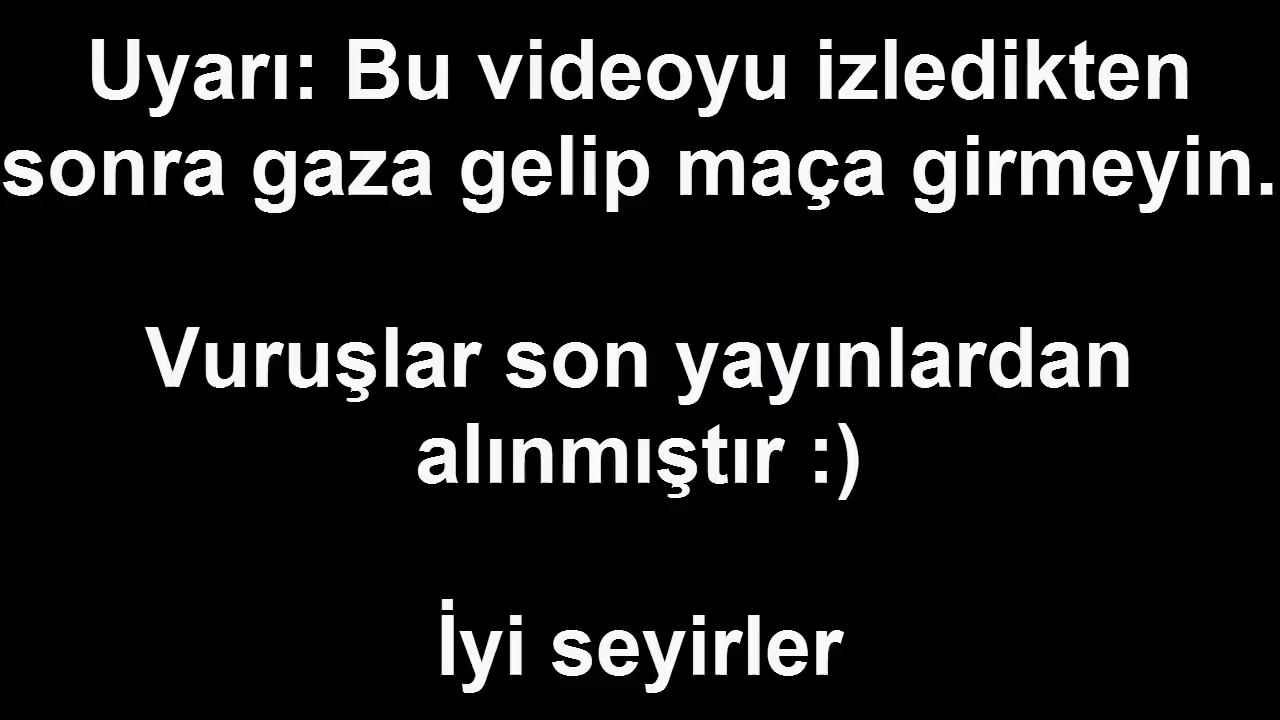 Uyarı: Bu videoyu izledikten
sonra gaza gelip maça girmeyin.
Vuruşlar son yayınlardan
alınmıştır :)
İyi seyirler